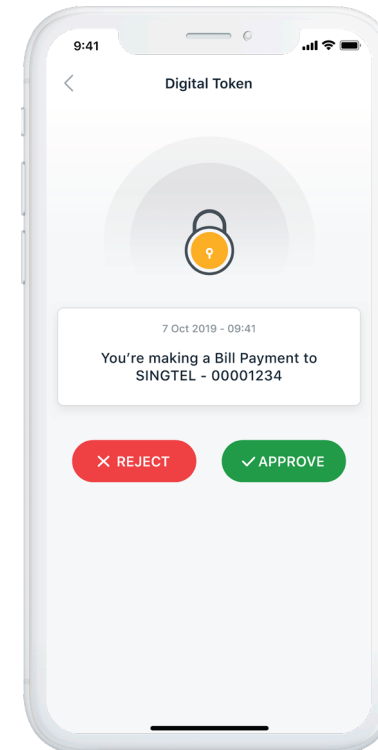 9:41
Digital Token
7 Oct 2019 - 09:41
You're making a Bill Payment to
SINGTEL - 00001234
REJECT
APPROVE